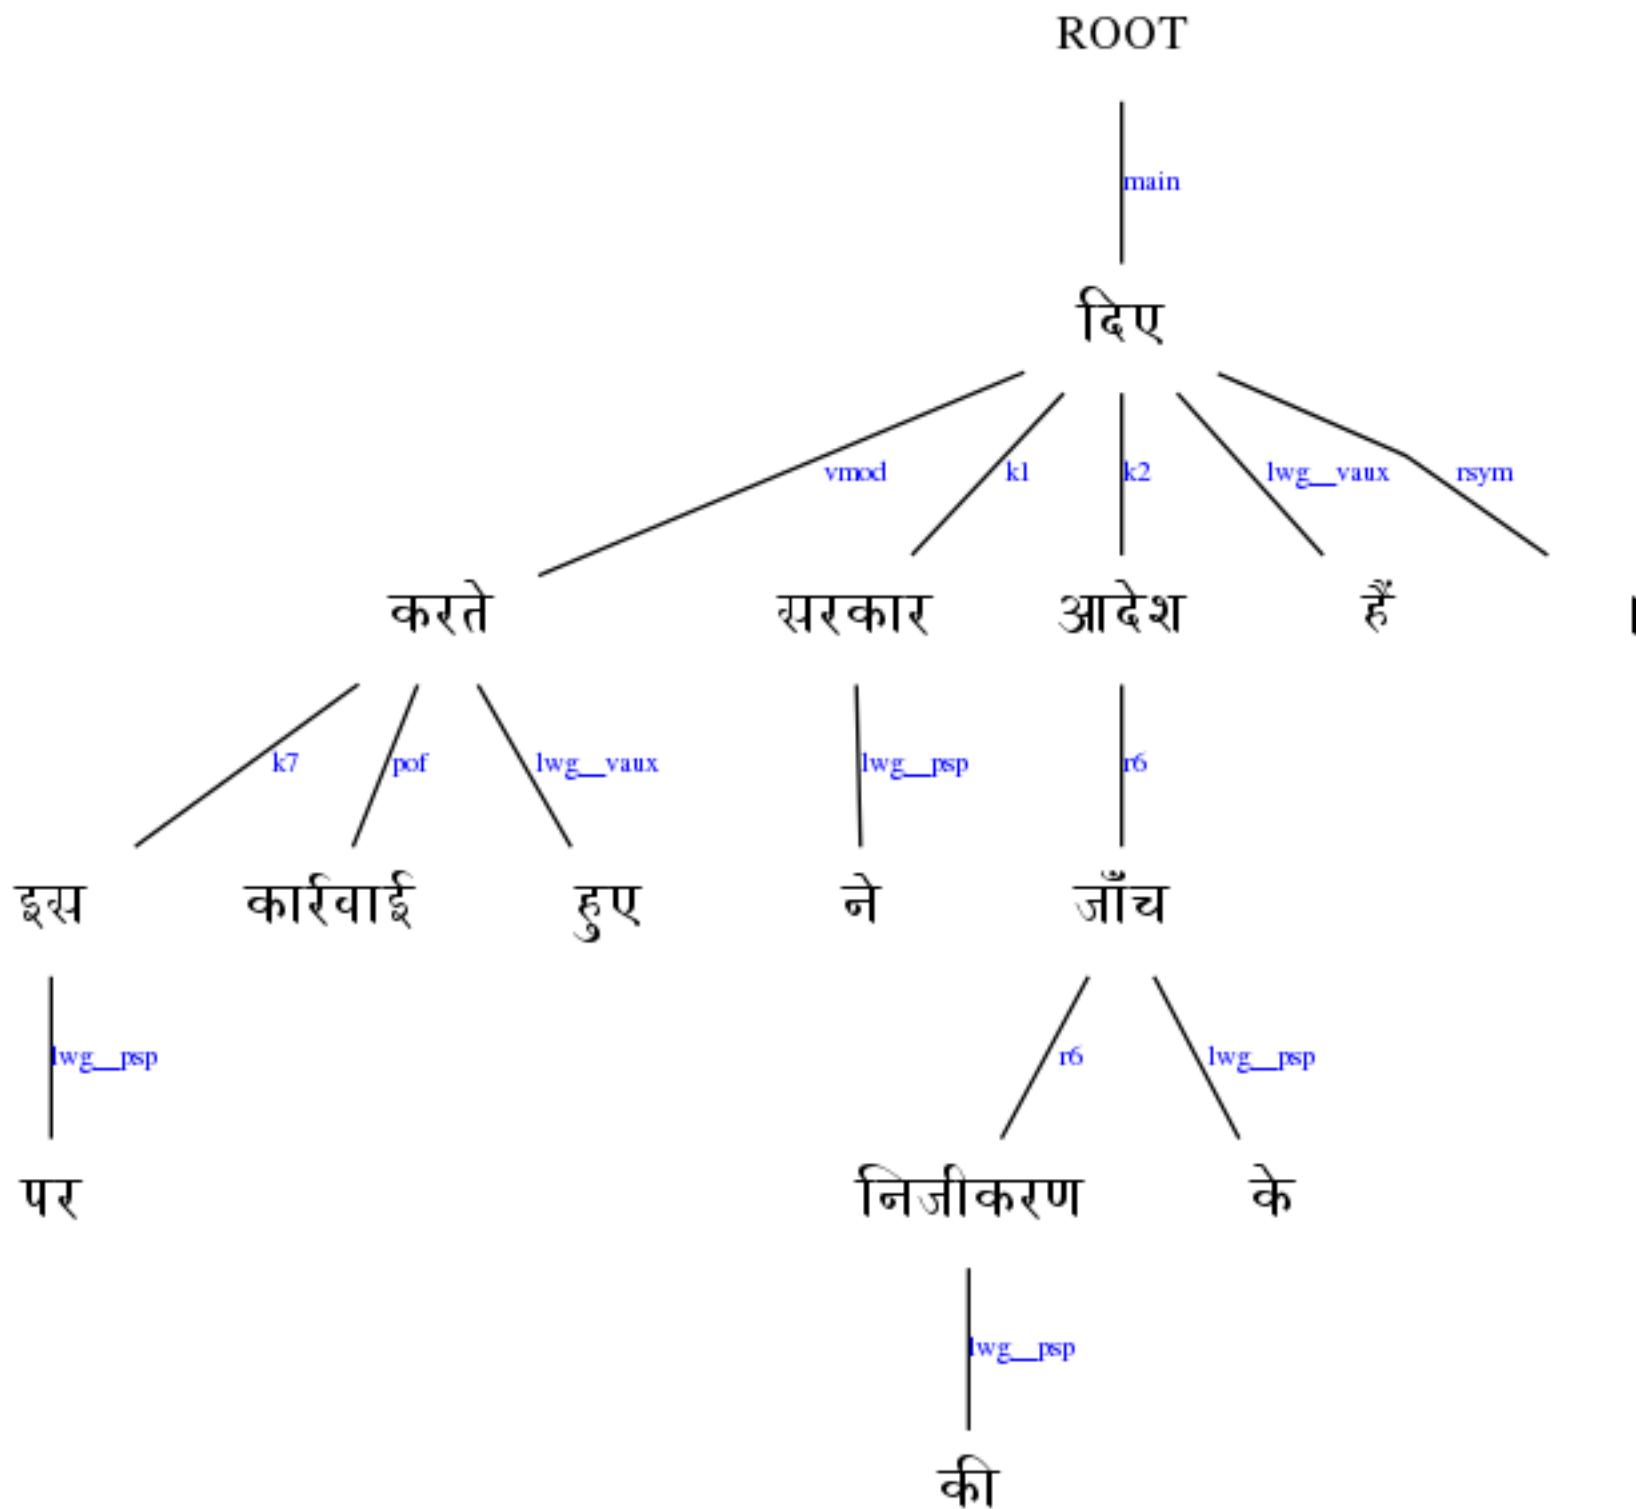 ROOT
main
दिए
vmod k1 k2 lwg__vaux rsym
करते सरकार आदेश हैं ।
k7 pof lwg__vaux lwg__psp r6
इस कार्रवाई हुए ने जाँच
lwg__psp r6 lwg__psp
पर निजीकरण के
lwg__psp
की